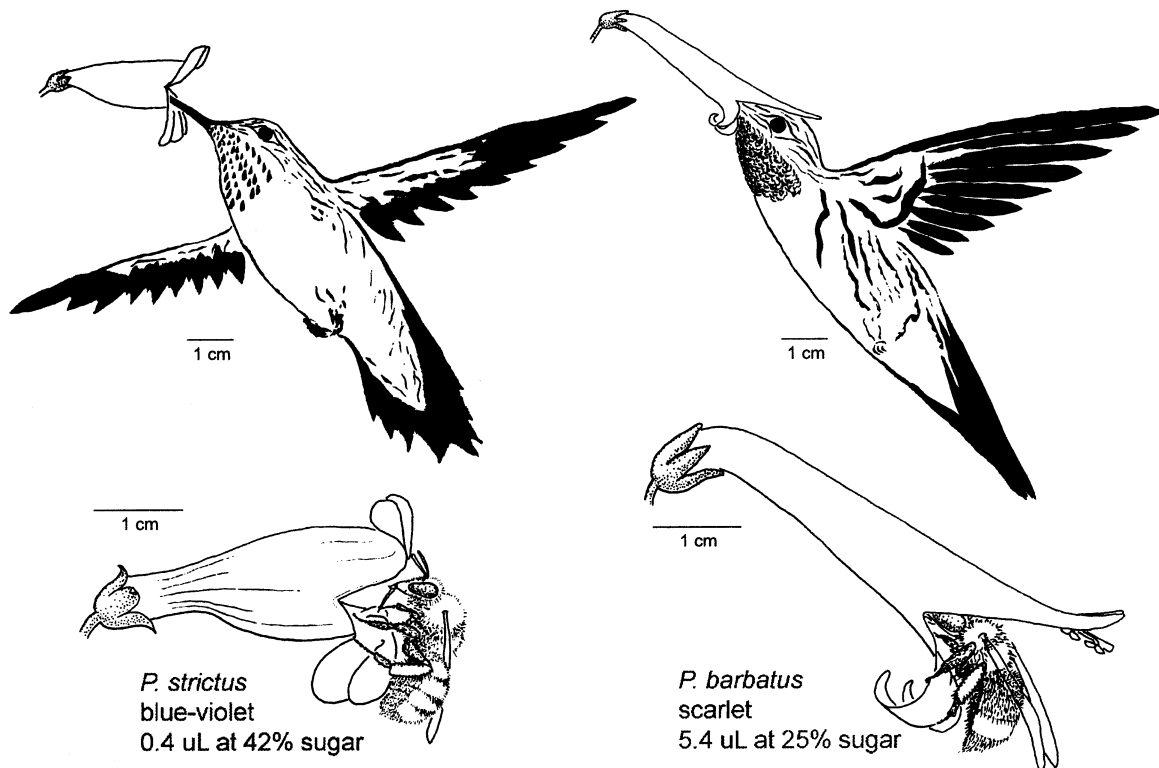 1 cm
1 cm
1 cm
1 cm
P. strictus
blue-violet
0.4 uL at 42% sugar
P. barbatus
scarlet
5.4 uL at 25% sugar